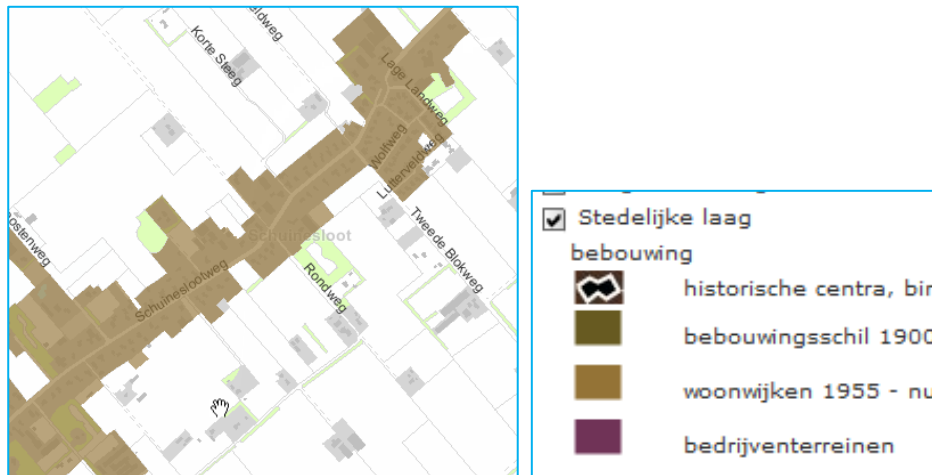 Korte Steeg
Lage Landweg
Wolfweg
Lutterveldweg
Schuinesloot
Tweede Blokweg
Rondweg
Schuineslootweg
Stedelijke laag
bebouwing
historische centra,
bebouwingsschil 1900
woonwijken 1955 - nu
bedrijventerreinen